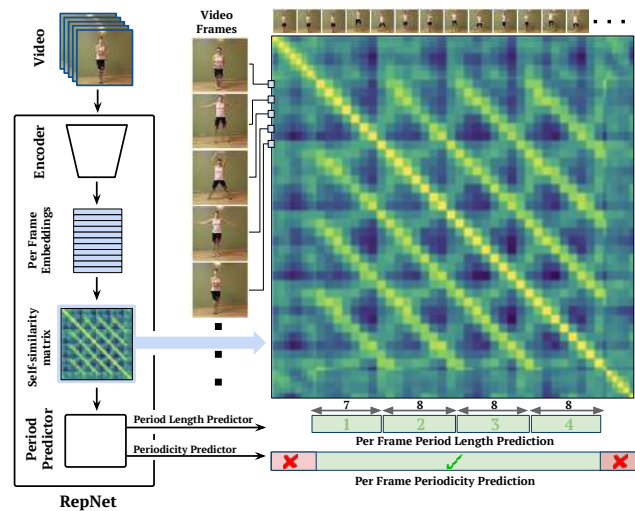 Video
Frames
Video
Encoder
Per Frame
Embeddings
Self-similarity
matrix
Period
Predictor
RepNet
Period Length Predictor
Periodicity Predictor
7 8 8 8
1 2 3 4
Per Frame Period Length Prediction
Per Frame Periodicity Prediction